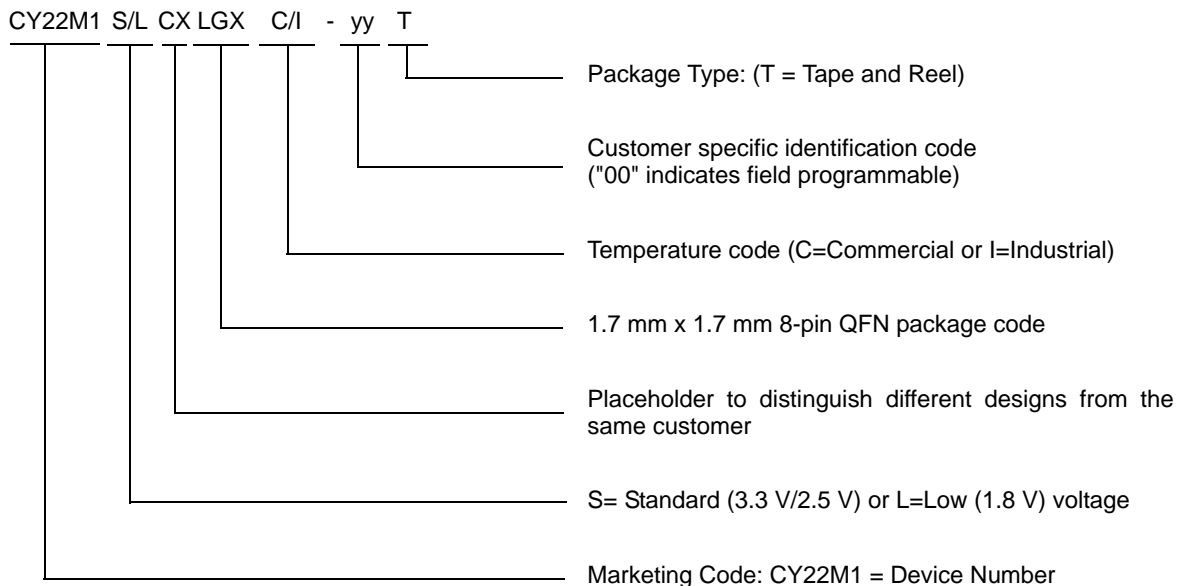 CY22M1 S/L CX LGX C/I - yy T
Package Type: (T = Tape and Reel)
Customer specific identification code
("00" indicates field programmable)
Temperature code (C=Commercial or I=Industrial)
1.7 mm x 1.7 mm 8-pin QFN package code
Placeholder to distinguish different designs from the
same customer
S= Standard (3.3 V/2.5 V) or L=Low (1.8 V) voltage
Marketing Code: CY22M1 = Device Number